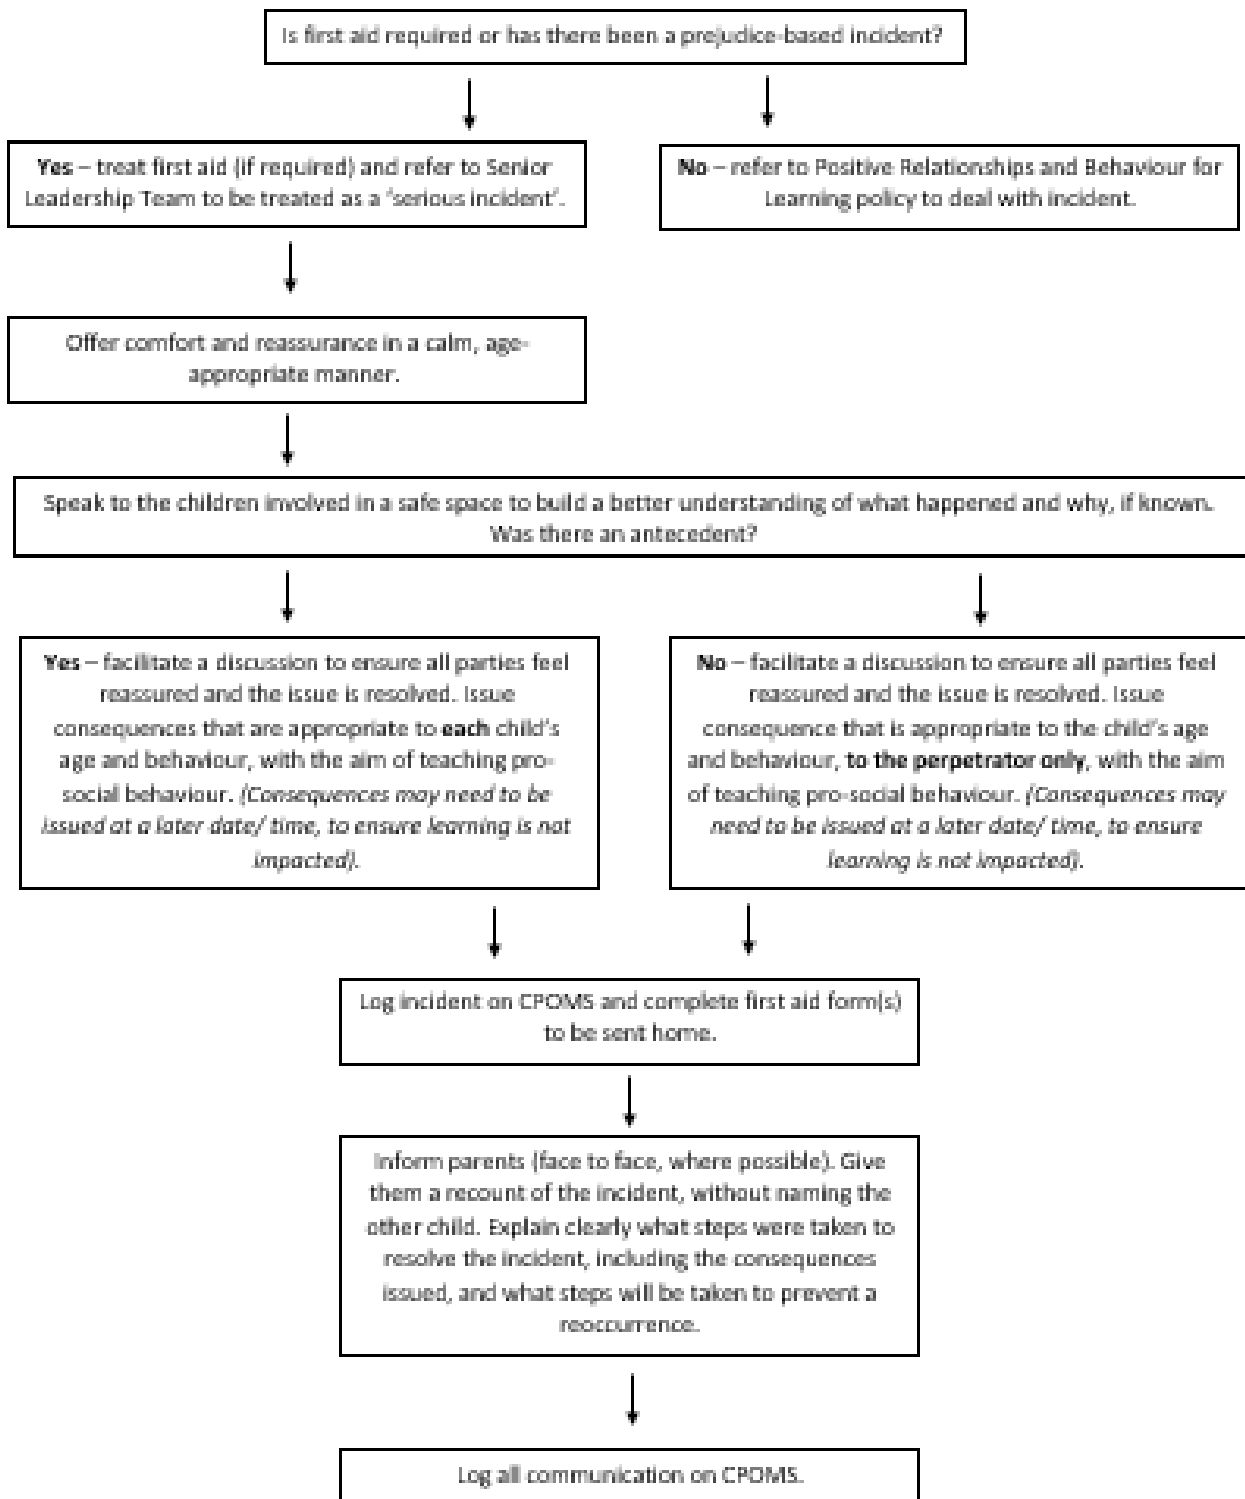 Is first aid required or has there been a prejudice-based incident?
Yes – treat first aid (if required) and refer to Senior
Leadership Team to be treated as a 'serious incident'.
No – refer to Positive Relationships and Behaviour for
Learning policy to deal with incident.
Offer comfort and reassurance in a calm, age-
appropriate manner.
Speak to the children involved in a safe space to build a better understanding of what happened and why, if known.
Was there an antecedent?
Yes – facilitate a discussion to ensure all parties feel
reassured and the issue is resolved. Issue
consequences that are appropriate to each child's
age and behaviour, with the aim of teaching pro-
social behaviour. (Consequences may need to be
issued at a later date/ time, to ensure learning is not
impacted).
No – facilitate a discussion to ensure all parties feel
reassured and the issue is resolved. Issue
consequence that is appropriate to the child's age
and behaviour, to the perpetrator only, with the aim
of teaching pro-social behaviour. (Consequences may
need to be issued at a later date/ time, to ensure
learning is not impacted).
Log incident on CPOMS and complete first aid form(s)
to be sent home.
Inform parents (face to face, where possible). Give
them a recount of the incident, without naming the
other child. Explain clearly what steps were taken to
resolve the incident, including the consequences
issued, and what steps will be taken to prevent a
reoccurrence.
Log all communication on CPOMS.